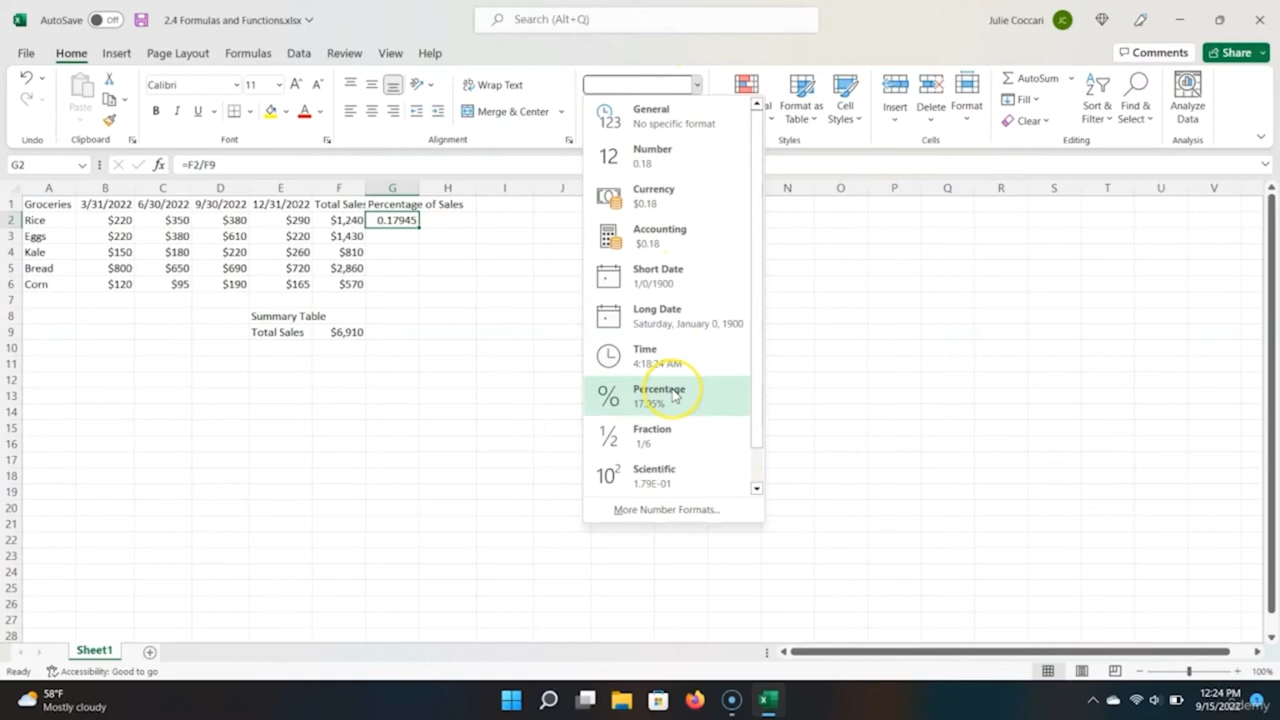 AutoSave Off 2.4 Formulas and Functions.xlsx Search (Alt+Q) Julie Coccari JC
File Home Insert Page Layout Formulas Data Review View Help Comments Share
Calibri 11 Wrap Text AutoSum
Paste Merge & Center Format as Table Cell Styles Insert Delete Format Fill Sort & Filter Find & Select Analyze Data
Clear
Undo Clipboard Font Alignment Styles Cells Editing Analysis
G2 fx =F2/F9
General
No specific format
Number
0.18
Currency
$0.18
Accounting
$0.18
Short Date
1/0/1900
Long Date
Saturday, January 0, 1900
Time
4:18:24 AM
Percentage
17.95%
Fraction
1/6
Scientific
1.79E-01
More Number Formats...
A B C D E F G H I J N O P Q R S T U V
1 Groceries 3/31/2022 6/30/2022 9/30/2022 12/31/2022 Total Sales Percentage of Sales
2 Rice $220 $350 $380 $290 $1,240 0.17945
3 Eggs $220 $380 $610 $220 $1,430
4 Kale $150 $180 $220 $260 $810
5 Bread $800 $650 $690 $720 $2,860
6 Corn $120 $95 $190 $165 $570
7
8 Summary Table
9 Total Sales $6,910
10
11
12
13
14
15
16
17
18
19
20
21
22
23
24
25
26
27
28
Sheet1
Ready Accessibility: Good to go 100%
58°F
Mostly cloudy
12:24 PM
9/15/2022
Udemy